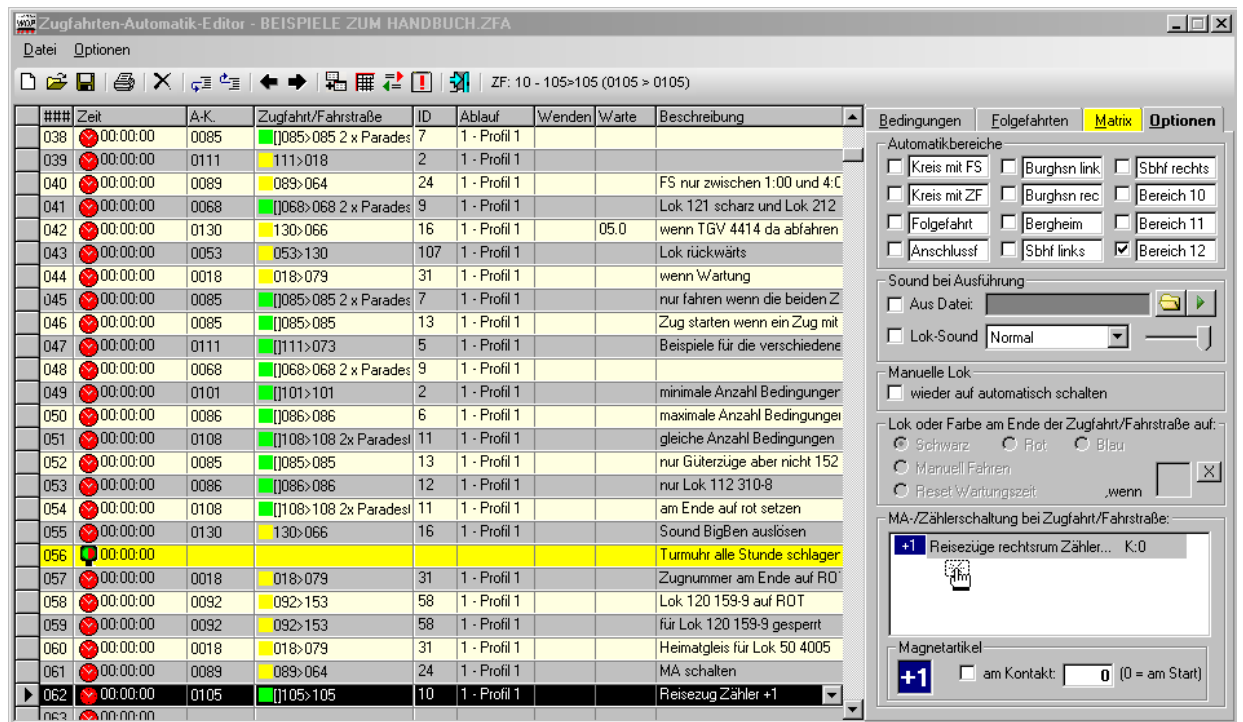 Zugfahrten-Automatik-Editor - BEISPIELE ZUM HANDBUCH.ZFA
Datei Optionen
ZF: 10 - 105>105 (0105 > 0105)
### Zeit A-K. Zugfahrt/Fahrstraße ID Ablauf Wenden Warte Beschreibung
038 00:00:00 0085 []085>085 2 x Parades 7 1 - Profil 1
039 00:00:00 0111 111>018 2 1 - Profil 1
040 00:00:00 0089 089>064 24 1 - Profil 1 FS nur zwischen 1:00 und 4:0
041 00:00:00 0068 []068>068 2 x Parades 9 1 - Profil 1 Lok 121 scharz und Lok 212
042 00:00:00 0130 130>066 16 1 - Profil 1 05.0 wenn TGV 4414 da abfahren
043 00:00:00 0053 053>130 107 1 - Profil 1 Lok rückwärts
044 00:00:00 0018 018>079 31 1 - Profil 1 wenn Wartung
045 00:00:00 0085 []085>085 2 x Parades 7 1 - Profil 1 nur fahren wenn die beiden Z
046 00:00:00 0085 []085>085 13 1 - Profil 1 Zug starten wenn ein Zug mit
047 00:00:00 0111 []111>073 5 1 - Profil 1 Beispiele für die verschiedene
048 00:00:00 0068 []068>068 2 x Parades 9 1 - Profil 1
049 00:00:00 0101 []101>101 2 1 - Profil 1 minimale Anzahl Bedingungen
050 00:00:00 0086 []086>086 6 1 - Profil 1 maximale Anzahl Bedingungen
051 00:00:00 0108 []108>108 2x Paradesl 11 1 - Profil 1 gleiche Anzahl Bedingungen
052 00:00:00 0085 []085>085 13 1 - Profil 1 nur Güterzüge aber nicht 152
053 00:00:00 0086 []086>086 12 1 - Profil 1 nur Lok 112 310-8
054 00:00:00 0108 []108>108 2x Paradesl 11 1 - Profil 1 am Ende auf rot setzen
055 00:00:00 0130 130>066 16 1 - Profil 1 Sound BigBen auslösen
056 00:00:00 Turmuhr alle Stunde schlagen
057 00:00:00 0018 018>079 31 1 - Profil 1 Zugnummer am Ende auf ROT
058 00:00:00 0092 092>153 58 1 - Profil 1 Lok 120 159-9 auf ROT
059 00:00:00 0092 092>153 58 1 - Profil 1 für Lok 120 159-9 gesperrt
060 00:00:00 0018 018>079 31 1 - Profil 1 Heimatgleis für Lok 50 4005
061 00:00:00 0089 089>064 24 1 - Profil 1 MA schalten
062 00:00:00 0105 []105>105 10 1 - Profil 1 Reisezug Zähler +1
063 00:00:00
Bedingungen Folgefahrten Matrix Optionen
Automatikbereiche
Kreis mit FS Burghsn link Sbhf rechts
Kreis mit ZF Burghsn rec Bereich 10
Folgefahrt Bergheim Bereich 11
Anschlussf Sbhf links Bereich 12
Sound bei Ausführung
Aus Datei:
Lok-Sound Normal
Manuelle Lok
wieder auf automatisch schalten
Lok oder Farbe am Ende der Zugfahrt/Fahrstraße auf:
Schwarz Rot Blau
Manuell Fahren
Reset Wartungszeit ,wenn X
MA-/Zählerschaltung bei Zugfahrt/Fahrstraße:
+1 Reisezüge rechtsrum Zähler... K:0
Magnetartikel
+1 am Kontakt: 0 (0 = am Start)